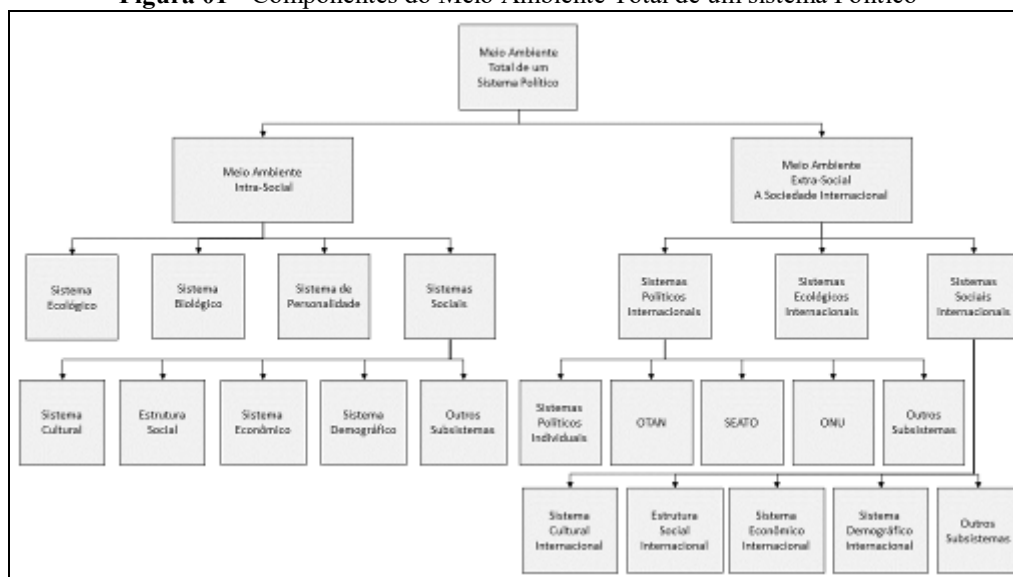 Figura 01 - Componentes do Meio Ambiente Total de um sistema Político
Meio Ambiente
Total de um
Sistema Político
Meio Ambiente
Intra-Social
Meio Ambiente
Extra-Social
A Sociedade Internacional
Sistema
Ecológico
Sistema
Biológico
Sistema de
Personalidade
Sistemas
Sociais
Sistemas
Políticos
Internacionais
Sistemas
Ecológicos
Internacionais
Sistemas
Sociais
Internacionais
Sistema
Cultural
Estrutura
Social
Sistema
Econômico
Sistema
Demográfico
Outros
Subsistemas
Sistemas
Políticos
Individuais
OTAN
SEATO
ONU
Outros
Subsistemas
Sistema
Cultural
Internacional
Estrutura
Social
Internacional
Sistema
Econômico
Internacional
Sistema
Demográfico
Internacional
Outros
Subsistemas